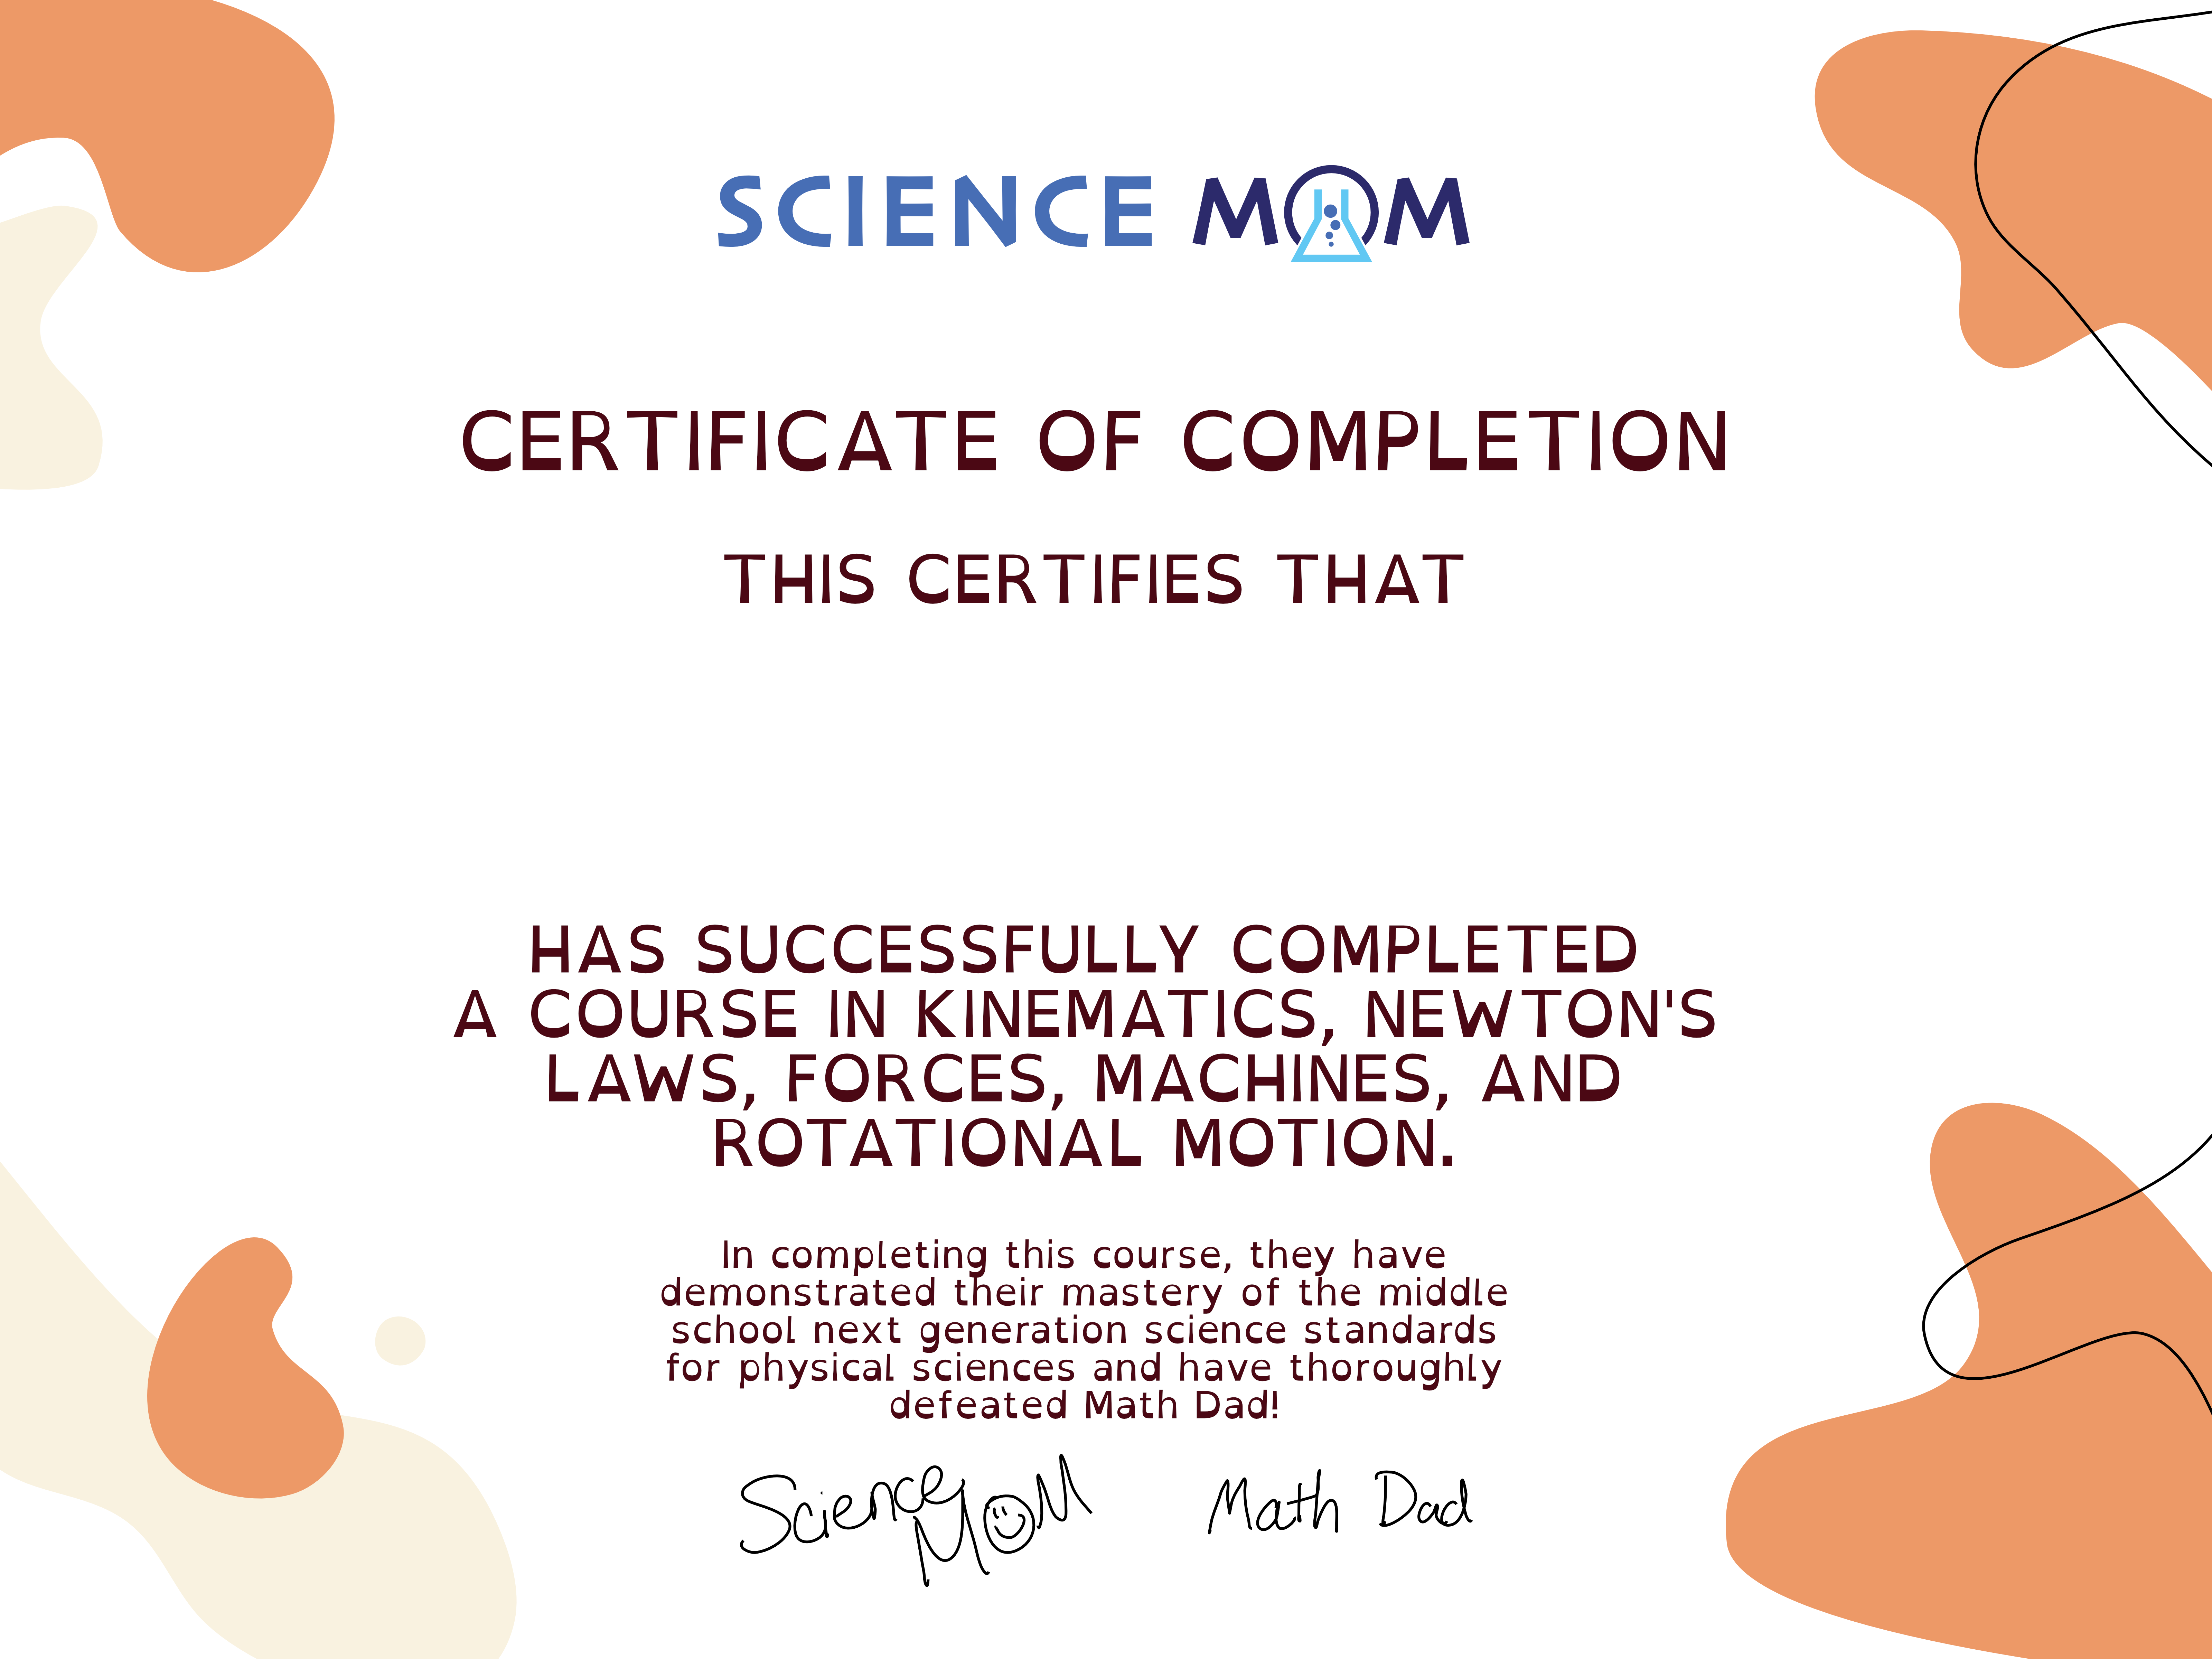 SCIENCE MOM
CERTIFICATE OF COMPLETION
THIS CERTIFIES THAT
HAS SUCCESSFULLY COMPLETED
A COURSE IN KINEMATICS, NEWTON'S
LAWS, FORCES, MACHINES, AND
ROTATIONAL MOTION.
In completing this course, they have
demonstrated their mastery of the middle
school next generation science standards
for physical sciences and have thoroughly
defeated Math Dad!
Science Mom Math Dad